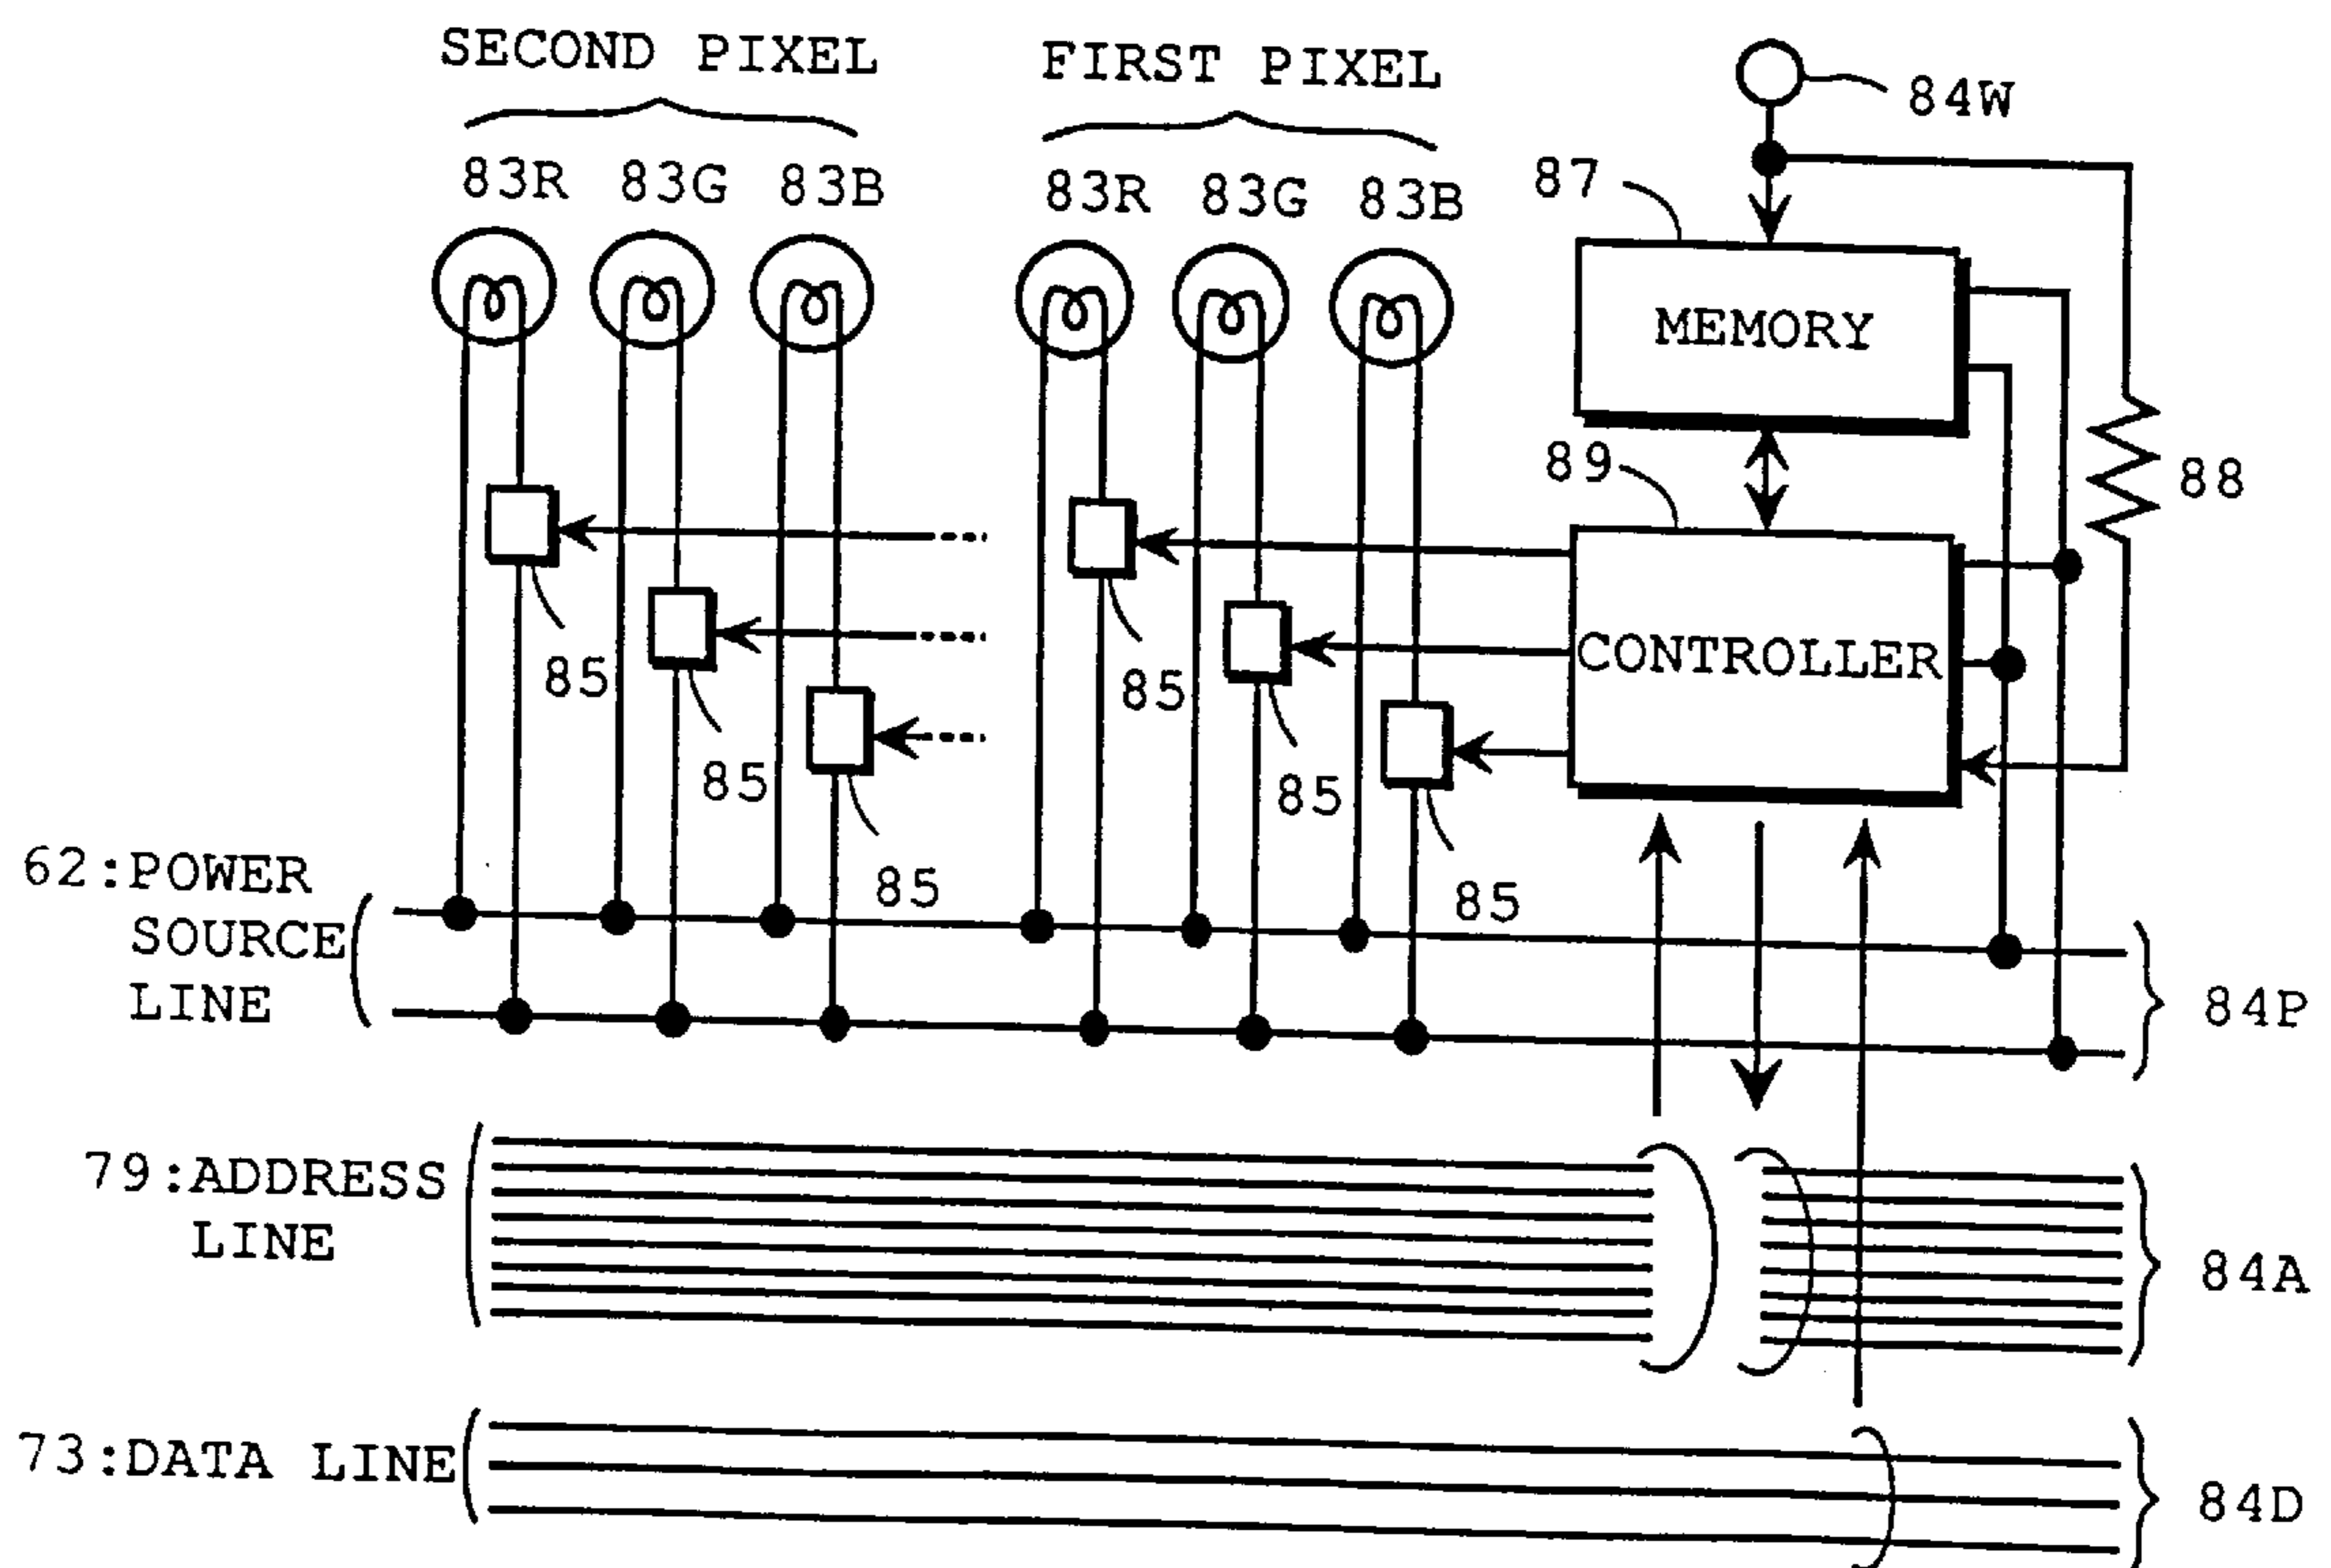 SECOND PIXEL
FIRST PIXEL
84W
83R 83G 83B
83R 83G 83B
87
MEMORY
89
88
CONTROLLER
85
85
85
85
85
85
62:POWER
SOURCE
LINE
84P
79:ADDRESS
LINE
84A
73:DATA LINE
84D